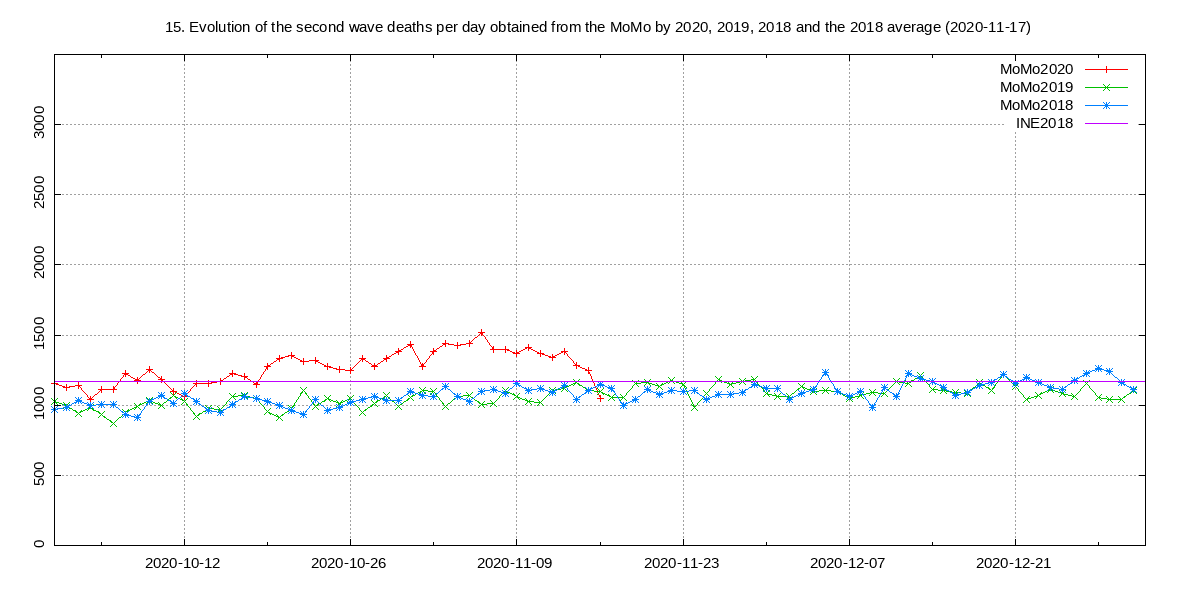 15. Evolution of the second wave deaths per day obtained from the MoMo by 2020, 2019, 2018 and the 2018 average (2020-11-17)
MoMo2020
MoMo2019
MoMo2018
INE2018
3000
2500
2000
1500
1000
500
0
2020-10-12 2020-10-26 2020-11-09 2020-11-23 2020-12-07 2020-12-21